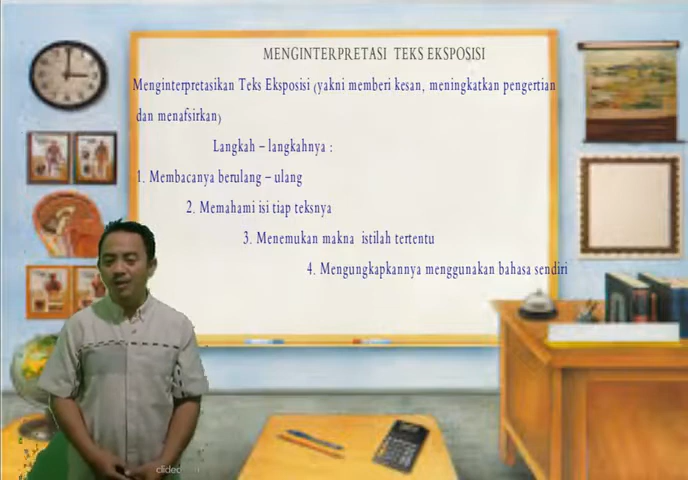 MENGINTERPRETASI TEKS EKSPOSISI
Menginterpretasikan Teks Eksposisi (yakni memberi kesan, meningkatkan pengertian
dan menafsirkan)
Langkah – langkahnya :
1. Membacanya berulang – ulang
2. Memahami isi tiap teksnya
3. Menemukan makna istilah tertentu
4. Mengungkapkannya menggunakan bahasa sendiri